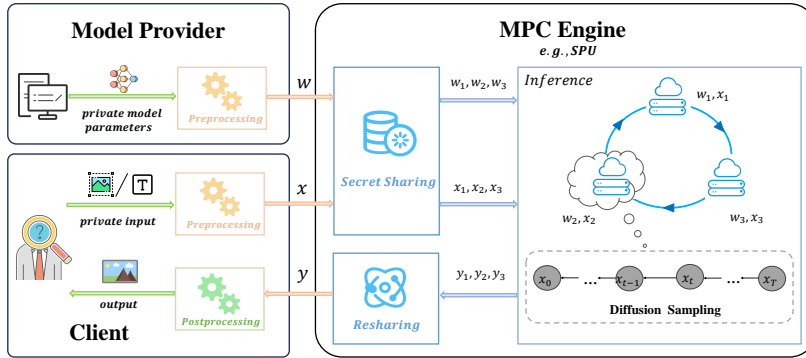 Model Provider
private model
parameters
Preprocessing
w
?
T
private input
Preprocessing
x
output
Postprocessing
y
Client
MPC Engine
e.g., SPU
Secret Sharing
w₁, w₂, w₃
x₁, x₂, x₃
Resharing
y₁, y₂, y₃
Inference
w₁, x₁
w₂, x₂
w₃, x₃
x₀ ... xₜ₋₁ xₜ ... x_T
Diffusion Sampling